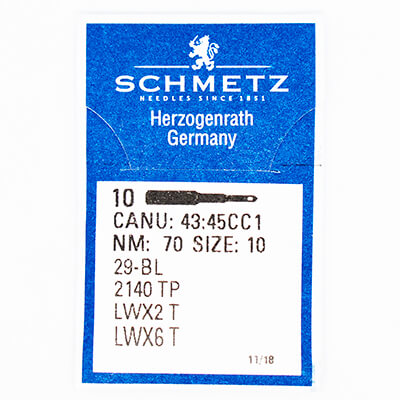 SCHMETZ
NEEDLES SINCE 1851
Herzogenrath
Germany
10
CANU: 43:45CC1
NM: 70 SIZE: 10
29-BL
2140 TP
LWX2 T
LWX6 T
11/18